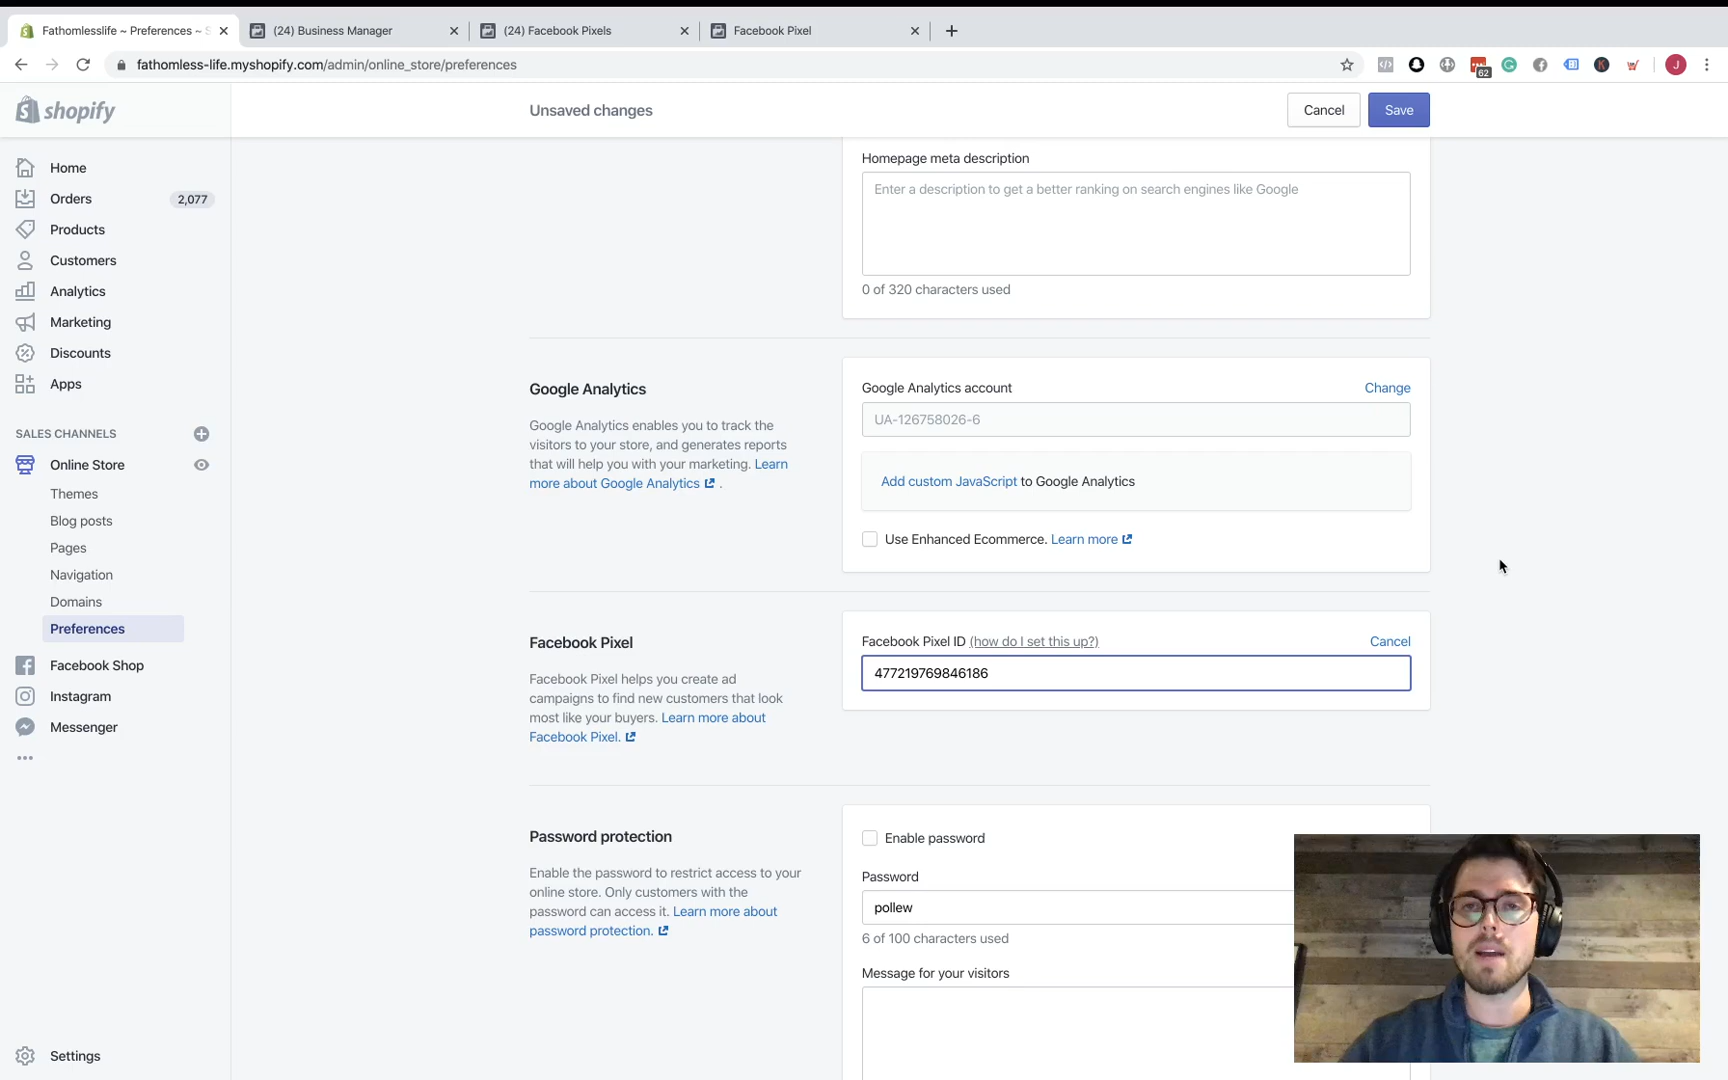 Fathomlesslife ~ Preferences ~ S
(24) Business Manager
(24) Facebook Pixels
Facebook Pixel
fathomless-life.myshopify.com/admin/online_store/preferences
62
J
shopify
Unsaved changes
Cancel
Save
Home
Orders
2,077
Products
Customers
Analytics
Marketing
Discounts
Apps
SALES CHANNELS
Online Store
Themes
Blog posts
Pages
Navigation
Domains
Preferences
Facebook Shop
Instagram
Messenger
Settings
Homepage meta description
Enter a description to get a better ranking on search engines like Google
0 of 320 characters used
Google Analytics
Google Analytics enables you to track the
visitors to your store, and generates reports
that will help you with your marketing. Learn
more about Google Analytics .
Google Analytics account
Change
UA-126758026-6
Add custom JavaScript to Google Analytics
Use Enhanced Ecommerce. Learn more
Facebook Pixel
Facebook Pixel helps you create ad
campaigns to find new customers that look
most like your buyers. Learn more about
Facebook Pixel.
Facebook Pixel ID (how do I set this up?)
Cancel
477219769846186
Password protection
Enable the password to restrict access to your
online store. Only customers with the
password can access it. Learn more about
password protection.
Enable password
Password
pollew
6 of 100 characters used
Message for your visitors